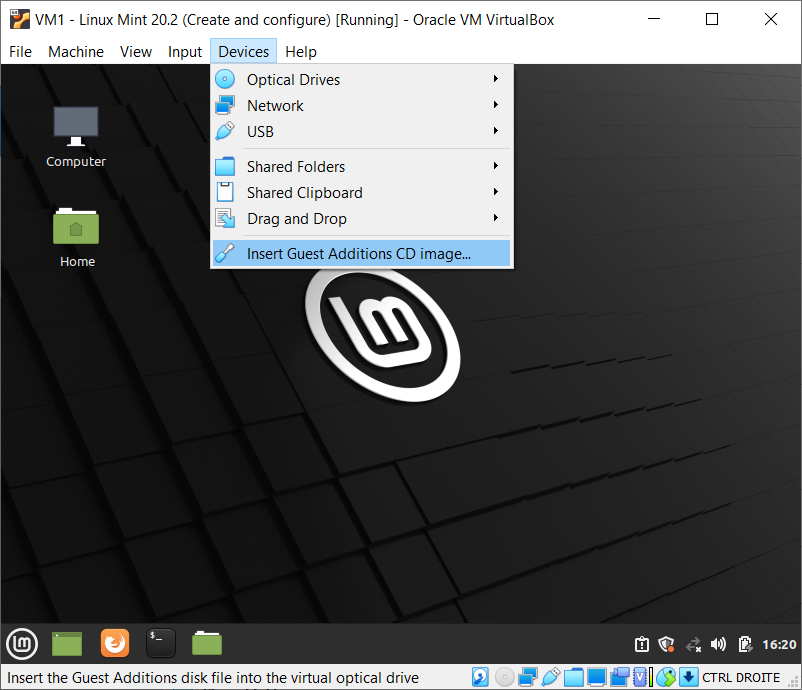 VM1 - Linux Mint 20.2 (Create and configure) [Running] - Oracle VM VirtualBox
File Machine View Input Devices Help
Optical Drives
Network
USB
Shared Folders
Shared Clipboard
Drag and Drop
Insert Guest Additions CD image...
Computer
Home
lm
$_
16:20
Insert the Guest Additions disk file into the virtual optical drive
CTRL DROITE